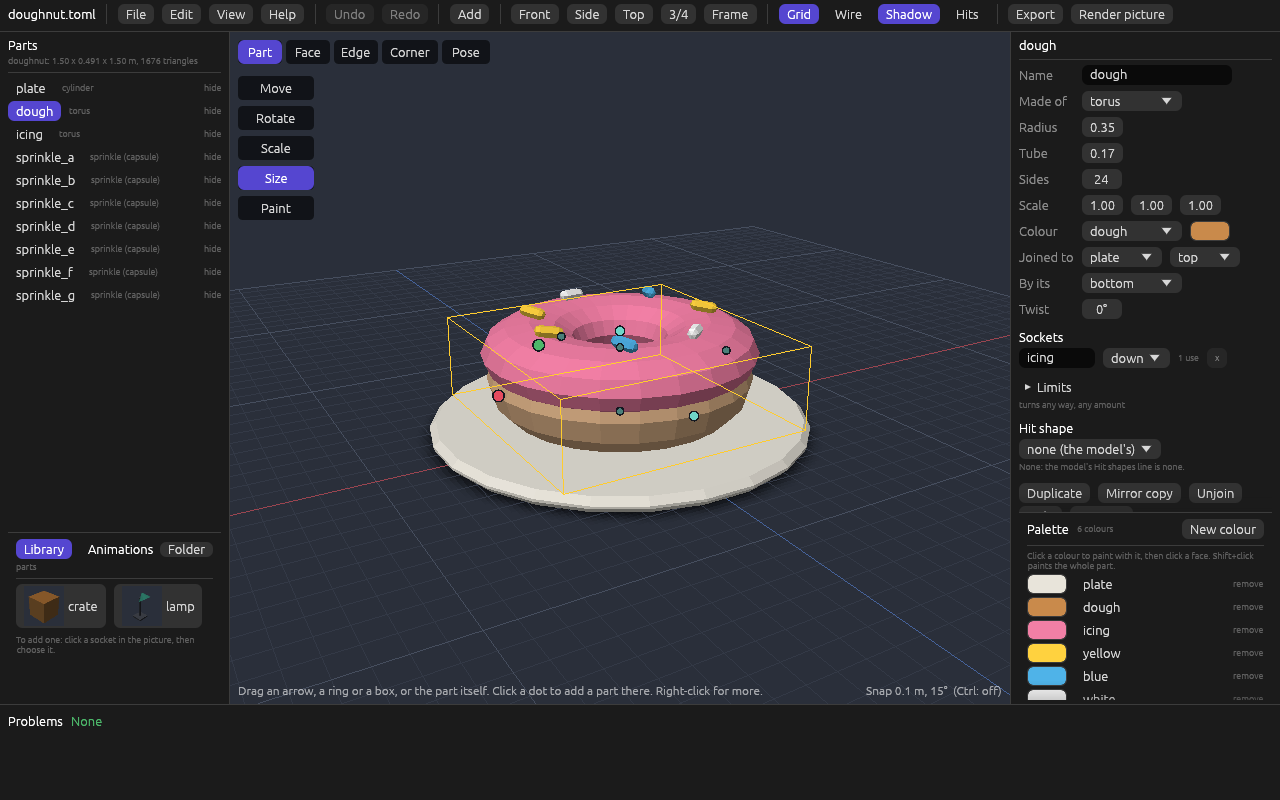 doughnut.toml File Edit View Help Undo Redo Add Front Side Top 3/4 Frame Grid Wire Shadow Hits Export Render picture
Parts
doughnut: 1.50 x 0.491 x 1.50 m, 1676 triangles
plate cylinder hide
dough torus hide
icing torus hide
sprinkle_a sprinkle (capsule) hide
sprinkle_b sprinkle (capsule) hide
sprinkle_c sprinkle (capsule) hide
sprinkle_d sprinkle (capsule) hide
sprinkle_e sprinkle (capsule) hide
sprinkle_f sprinkle (capsule) hide
sprinkle_g sprinkle (capsule) hide
Library Animations Folder
parts
crate lamp
To add one: click a socket in the picture, then
choose it.
Part Face Edge Corner Pose
Move
Rotate
Scale
Size
Paint
Drag an arrow, a ring or a box, or the part itself. Click a dot to add a part there. Right-click for more. Snap 0.1 m, 15° (Ctrl: off)
dough
Name dough
Made of torus
Radius 0.35
Tube 0.17
Sides 24
Scale 1.00 1.00 1.00
Colour dough
Joined to plate top
By its bottom
Twist 0°
Sockets
icing down 1 use x
Limits
turns any way, any amount
Hit shape
none (the model's)
None: the model's Hit shapes line is none.
Duplicate Mirror copy Unjoin
Palette 6 colours New colour
Click a colour to paint with it, then click a face. Shift+click
paints the whole part.
plate remove
dough remove
icing remove
yellow remove
blue remove
white remove
Problems None